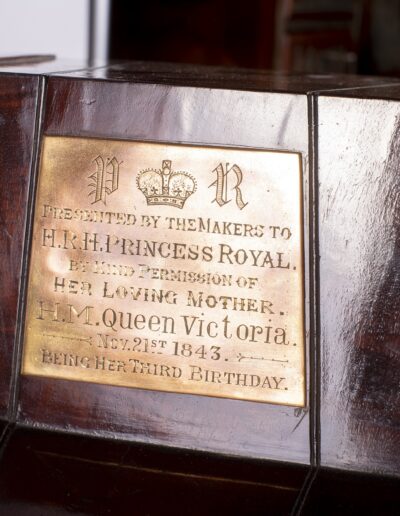 P R
PRESENTED BY THE MAKERS TO
H.R.H. PRINCESS ROYAL.
BY KIND PERMISSION OF
HER LOVING MOTHER.
H.M. Queen Victoria.
NOV. 21ST 1843.
BEING HER THIRD BIRTHDAY.